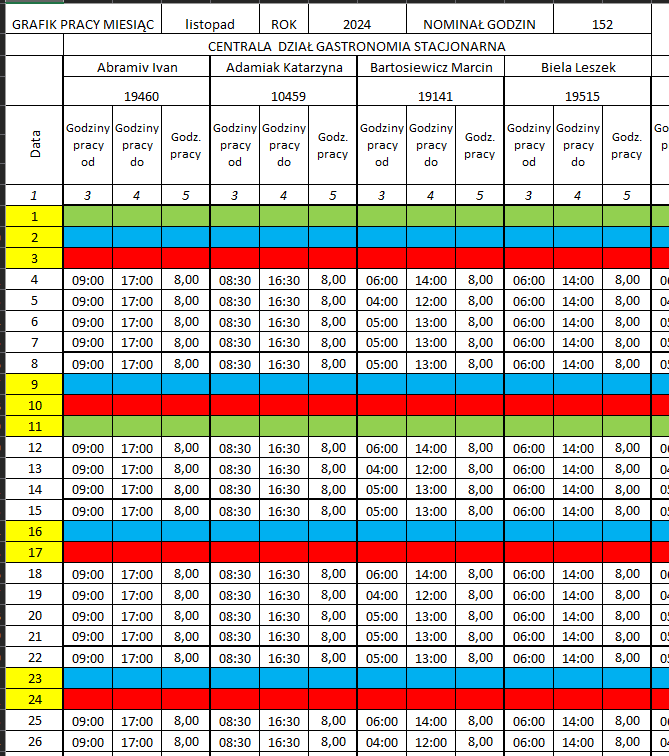 GRAFIK PRACY MIESIĄC listopad ROK 2024 NOMINAŁ GODZIN 152
CENTRALA DZIAŁ GASTRONOMIA STACJONARNA
Abramiv Ivan Adamiak Katarzyna Bartosiewicz Marcin Biela Leszek
19460 10459 19141 19515
Data Godziny pracy od Godziny pracy do Godz. pracy Godziny pracy od Godziny pracy do Godz. pracy Godziny pracy od Godziny pracy do Godz. pracy Godziny pracy od Godziny pracy do Godz. pracy
1 3 4 5 3 4 5 3 4 5 3 4 5
1
2
3
4 09:00 17:00 8,00 08:30 16:30 8,00 06:00 14:00 8,00 06:00 14:00 8,00
5 09:00 17:00 8,00 08:30 16:30 8,00 04:00 12:00 8,00 06:00 14:00 8,00
6 09:00 17:00 8,00 08:30 16:30 8,00 05:00 13:00 8,00 06:00 14:00 8,00
7 09:00 17:00 8,00 08:30 16:30 8,00 05:00 13:00 8,00 06:00 14:00 8,00
8 09:00 17:00 8,00 08:30 16:30 8,00 05:00 13:00 8,00 06:00 14:00 8,00
9
10
11
12 09:00 17:00 8,00 08:30 16:30 8,00 06:00 14:00 8,00 06:00 14:00 8,00
13 09:00 17:00 8,00 08:30 16:30 8,00 04:00 12:00 8,00 06:00 14:00 8,00
14 09:00 17:00 8,00 08:30 16:30 8,00 05:00 13:00 8,00 06:00 14:00 8,00
15 09:00 17:00 8,00 08:30 16:30 8,00 05:00 13:00 8,00 06:00 14:00 8,00
16
17
18 09:00 17:00 8,00 08:30 16:30 8,00 06:00 14:00 8,00 06:00 14:00 8,00
19 09:00 17:00 8,00 08:30 16:30 8,00 04:00 12:00 8,00 06:00 14:00 8,00
20 09:00 17:00 8,00 08:30 16:30 8,00 05:00 13:00 8,00 06:00 14:00 8,00
21 09:00 17:00 8,00 08:30 16:30 8,00 05:00 13:00 8,00 06:00 14:00 8,00
22 09:00 17:00 8,00 08:30 16:30 8,00 05:00 13:00 8,00 06:00 14:00 8,00
23
24
25 09:00 17:00 8,00 08:30 16:30 8,00 06:00 14:00 8,00 06:00 14:00 8,00
26 09:00 17:00 8,00 08:30 16:30 8,00 04:00 12:00 8,00 06:00 14:00 8,00